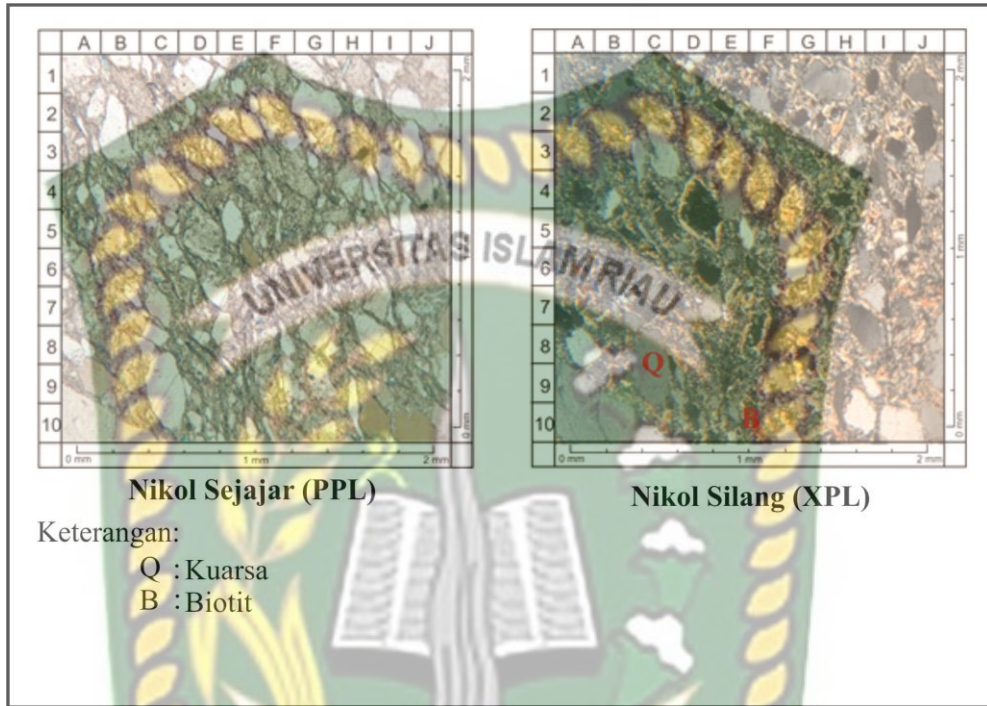 A B C D E F G H I J
1
2
3
4
5
6
7
8
9
10
2 mm
1 mm
0 mm
0 mm 1 mm 2 mm
A B C D E F G H I J
1
2
3
4
5
6
7
8
9
10
2 mm
1 mm
0 mm
0 mm 1 mm 2 mm
Q
B
UNIVERSITAS ISLAM RIAU
Nikol Sejajar (PPL)
Nikol Silang (XPL)
Keterangan:
Q : Kuarsa
B : Biotit